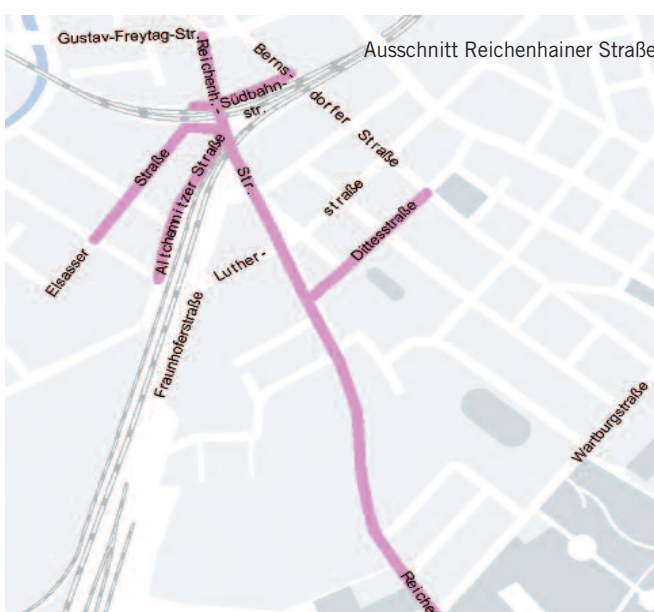 Gustav-Freytag-Str.
Reichenh.-
Berns-
Ausschnitt Reichenhainer Straße
Südbahn-
str.
dorfer Straße
Straße
Elsasser
Altchemnitzer Straße
Str.
straße
Luther-
Dittesstraße
Fraunhoferstraße
Wartburgstraße
Reiche